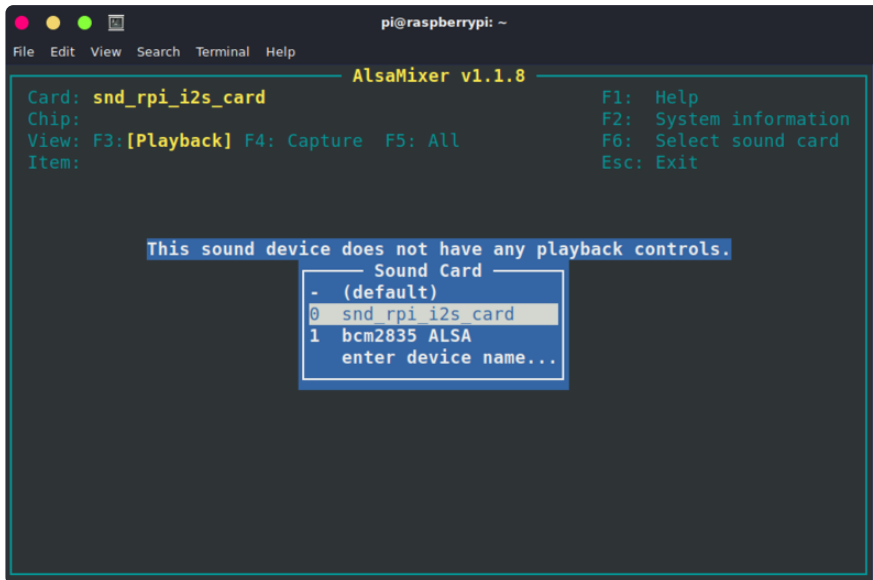 pi@raspberrypi: ~
File Edit View Search Terminal Help
AlsaMixer v1.1.8
Card: snd_rpi_i2s_card F1: Help
Chip: F2: System information
View: F3:[Playback] F4: Capture F5: All F6: Select sound card
Item: Esc: Exit
This sound device does not have any playback controls.
Sound Card
- (default)
0 snd_rpi_i2s_card
1 bcm2835 ALSA
enter device name...